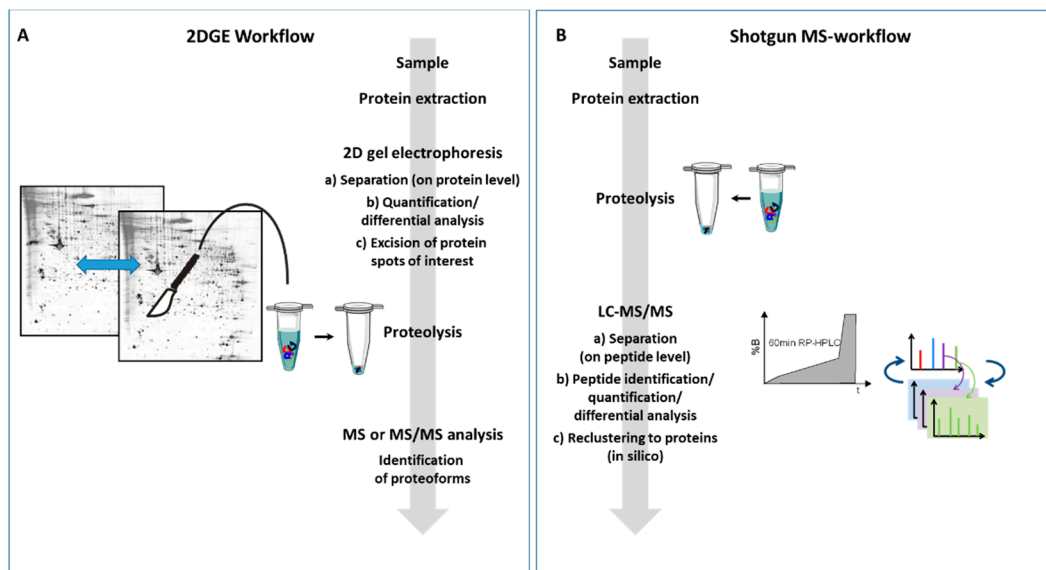 A
2DGE Workflow
Sample
Protein extraction
2D gel electrophoresis
a) Separation (on protein level)
b) Quantification/
differential analysis
c) Excision of protein
spots of interest
Proteolysis
MS or MS/MS analysis
Identification
of proteoforms
B
Shotgun MS-workflow
Sample
Protein extraction
Proteolysis
LC-MS/MS
a) Separation
(on peptide level)
b) Peptide identification/
quantification/
differential analysis
c) Reclustering to proteins
(in silico)
%B
60min RP-HPLC
t